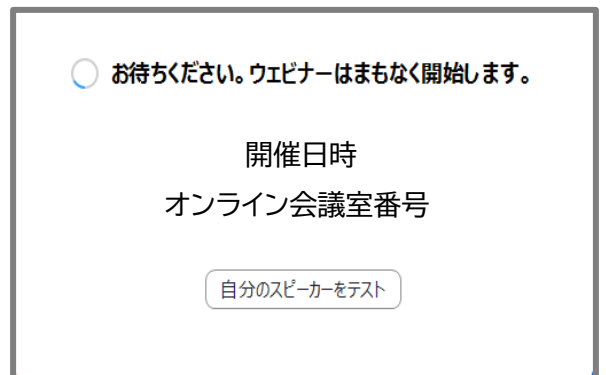 お待ちください。ウェビナーはまもなく開始します。
開催日時
オンライン会議室番号
自分のスピーカーをテスト